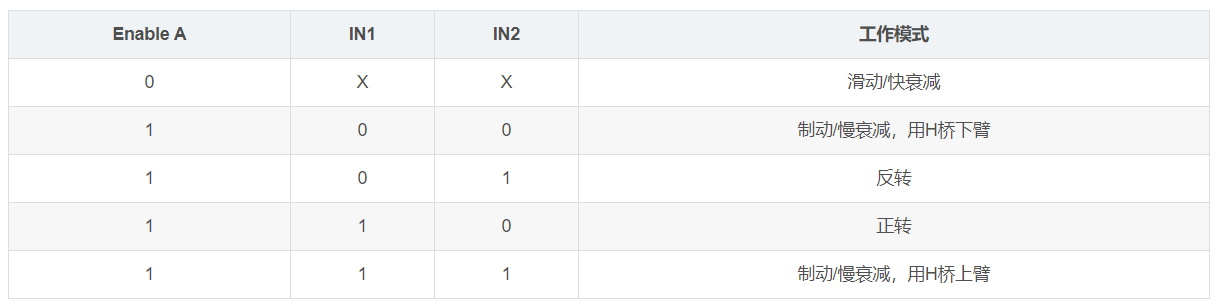 Enable A IN1 IN2 工作模式
0 X X 滑动/快衰减
1 0 0 制动/慢衰减，用H桥下臂
1 0 1 反转
1 1 0 正转
1 1 1 制动/慢衰减，用H桥上臂